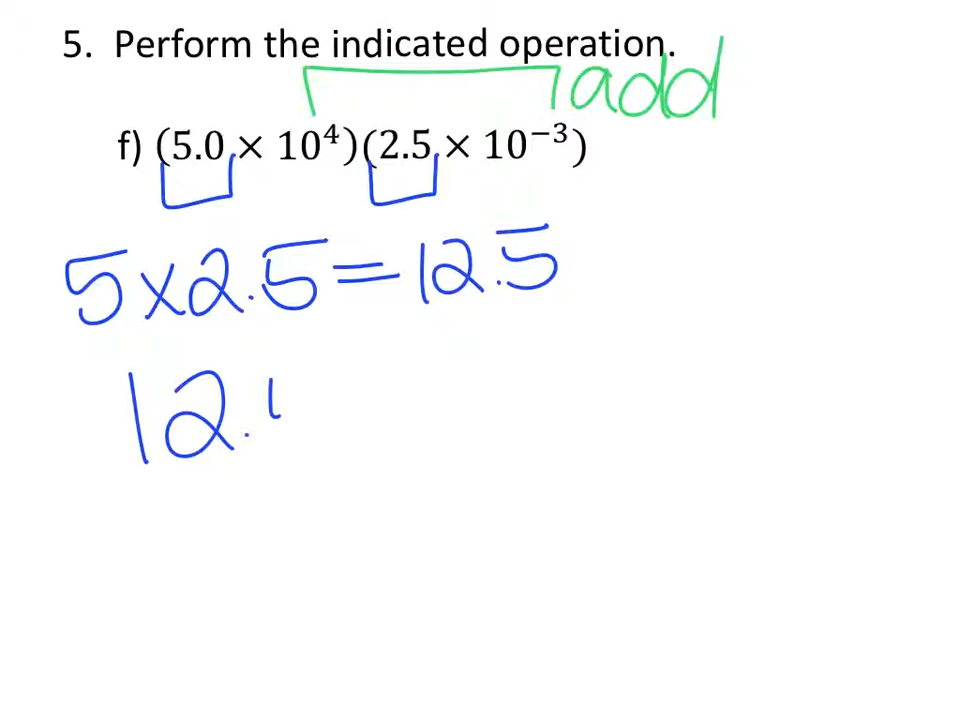 5. Perform the indicated operation.
add
f) (5.0 × 10⁴)(2.5 × 10⁻³)
5×2.5=12.5
12.